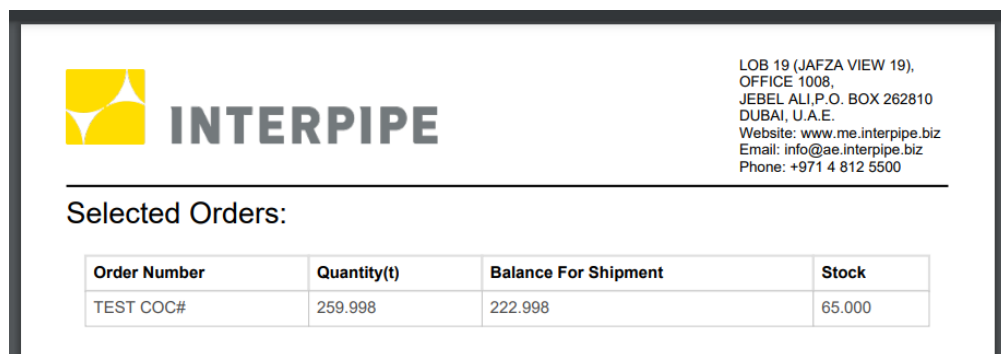 LOB 19 (JAFZA VIEW 19),
OFFICE 1008,
JEBEL ALI,P.O. BOX 262810
DUBAI, U.A.E.
Website: www.me.interpipe.biz
Email: info@ae.interpipe.biz
Phone: +971 4 812 5500
INTERPIPE
Selected Orders:
Order Number Quantity(t) Balance For Shipment Stock
TEST COC# 259.998 222.998 65.000